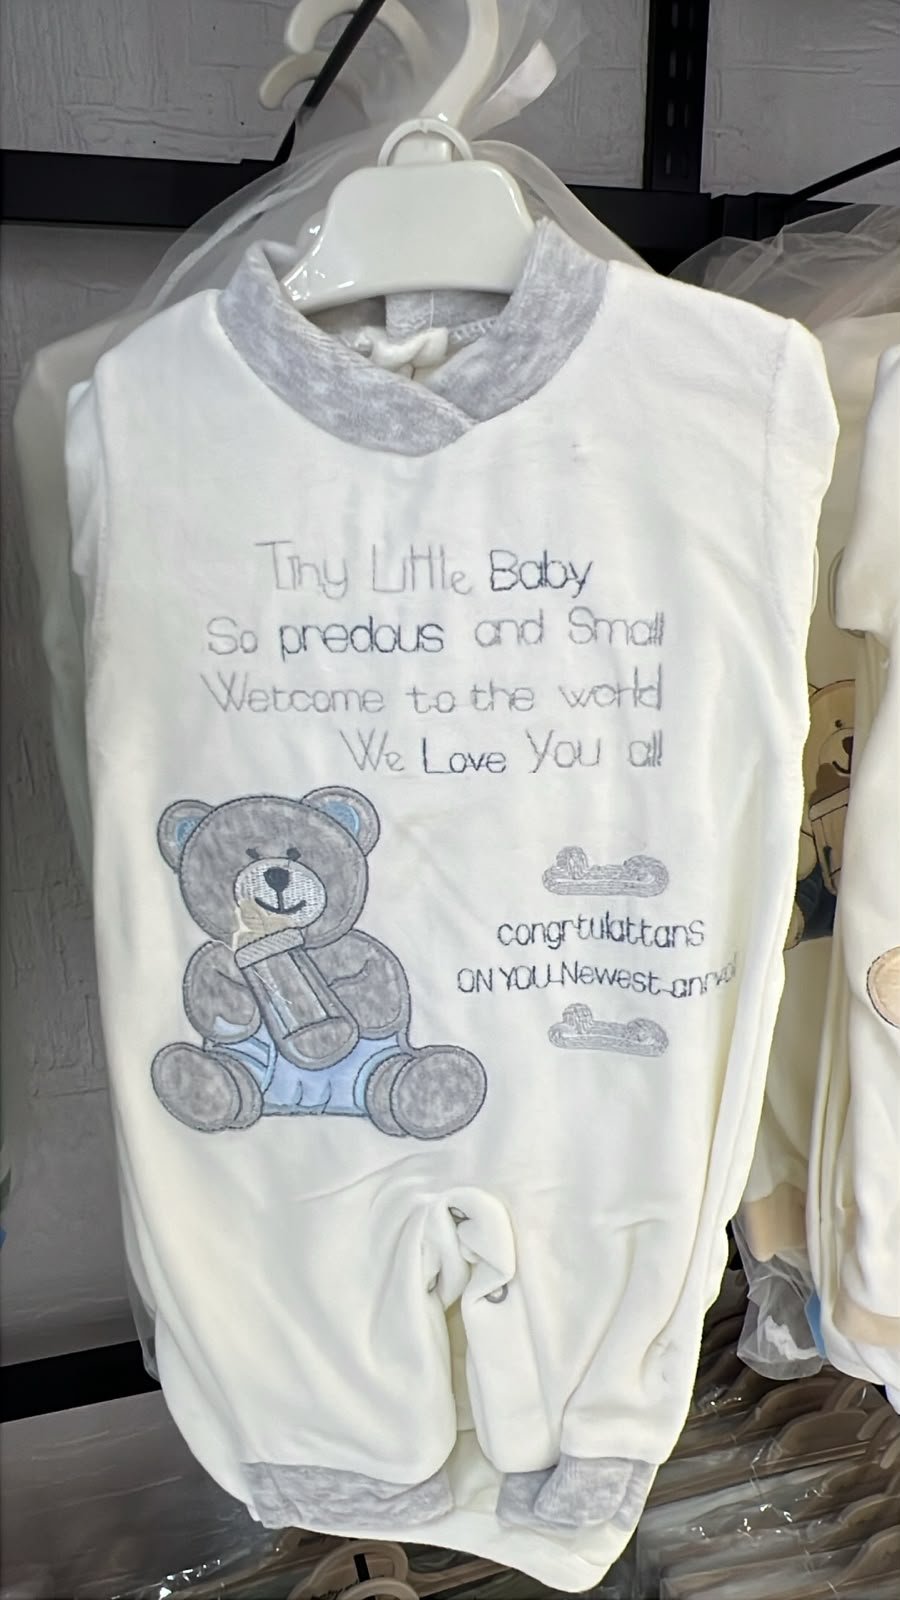 Tiny Little Baby
So predous and Small
Wetcome to the world
We Love You all
congrtulattans
ON YOU Newest